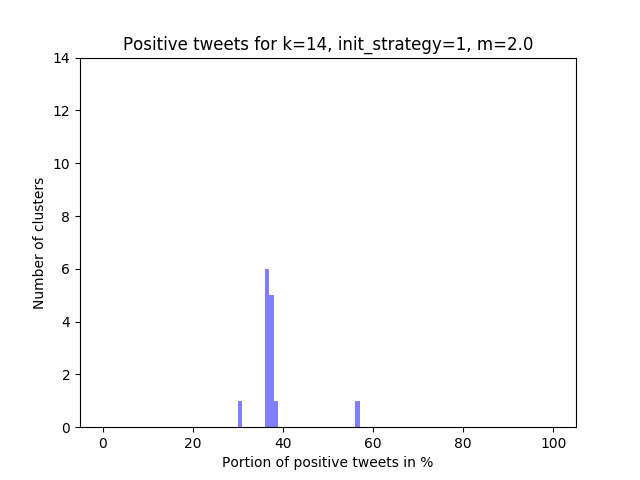 Positive tweets for k=14, init_strategy=1, m=2.0
14
12
10
8
6
4
2
0
Number of clusters
0 20 40 60 80 100
Portion of positive tweets in %